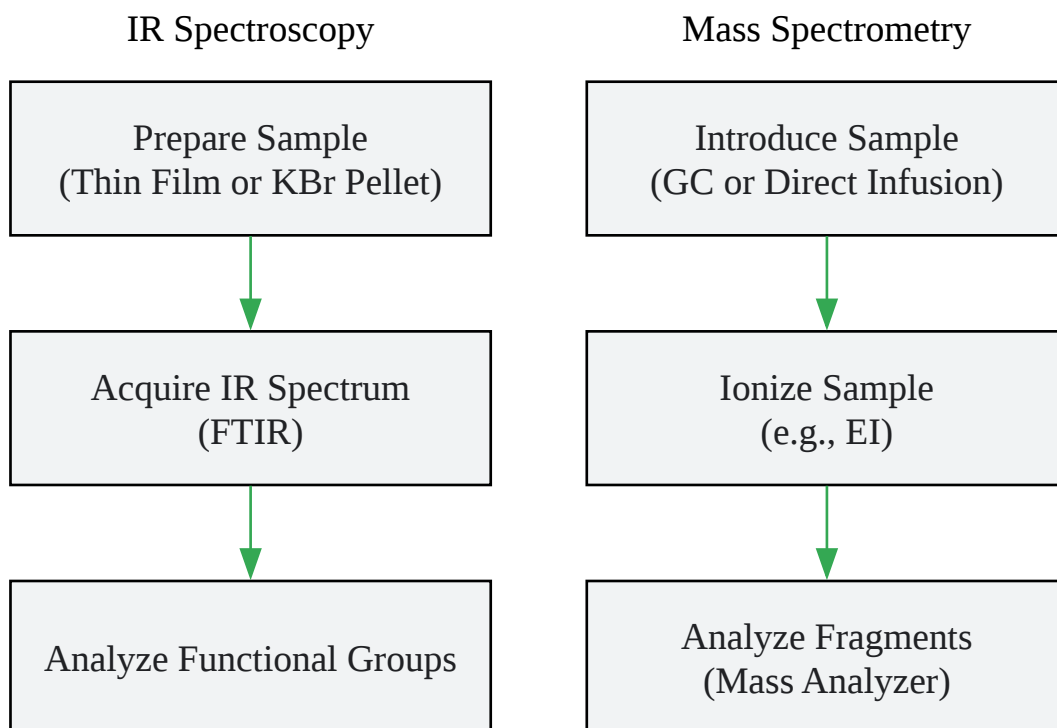 IR Spectroscopy
Prepare Sample
(Thin Film or KBr Pellet)
Acquire IR Spectrum
(FTIR)
Analyze Functional Groups
Mass Spectrometry
Introduce Sample
(GC or Direct Infusion)
Ionize Sample
(e.g., EI)
Analyze Fragments
(Mass Analyzer)